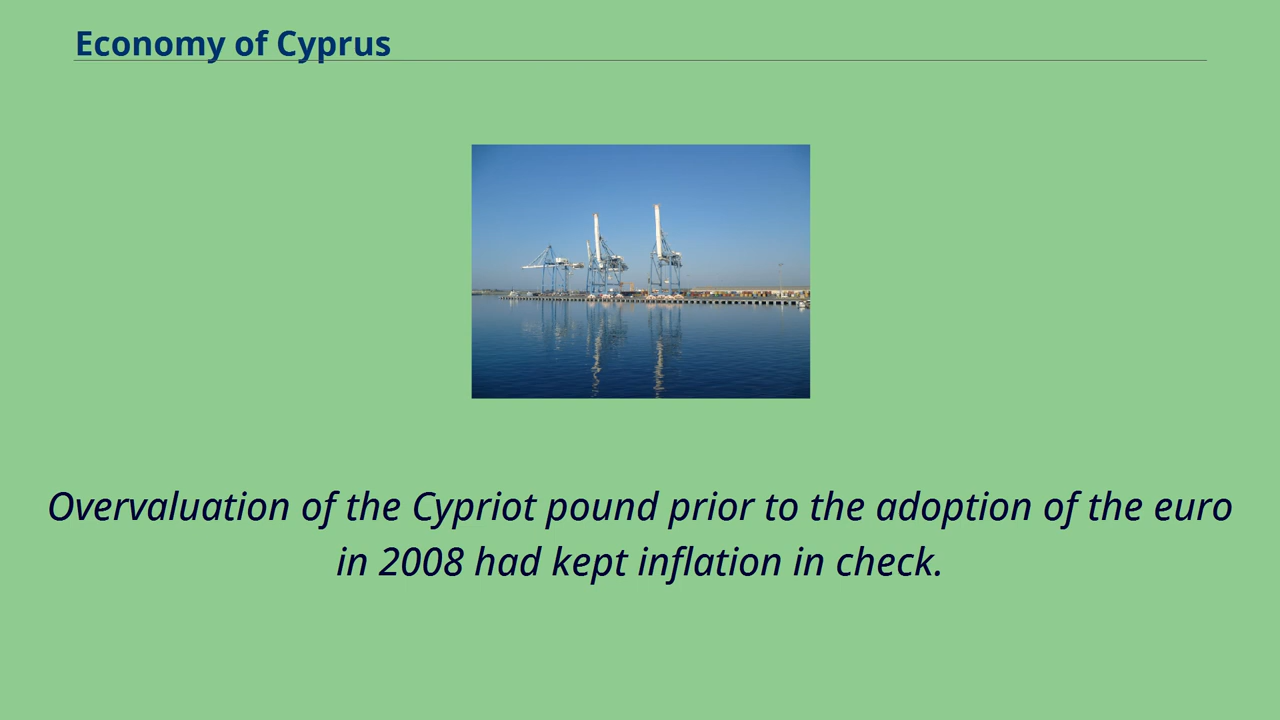 Economy of Cyprus
Overvaluation of the Cypriot pound prior to the adoption of the euro
in 2008 had kept inflation in check.